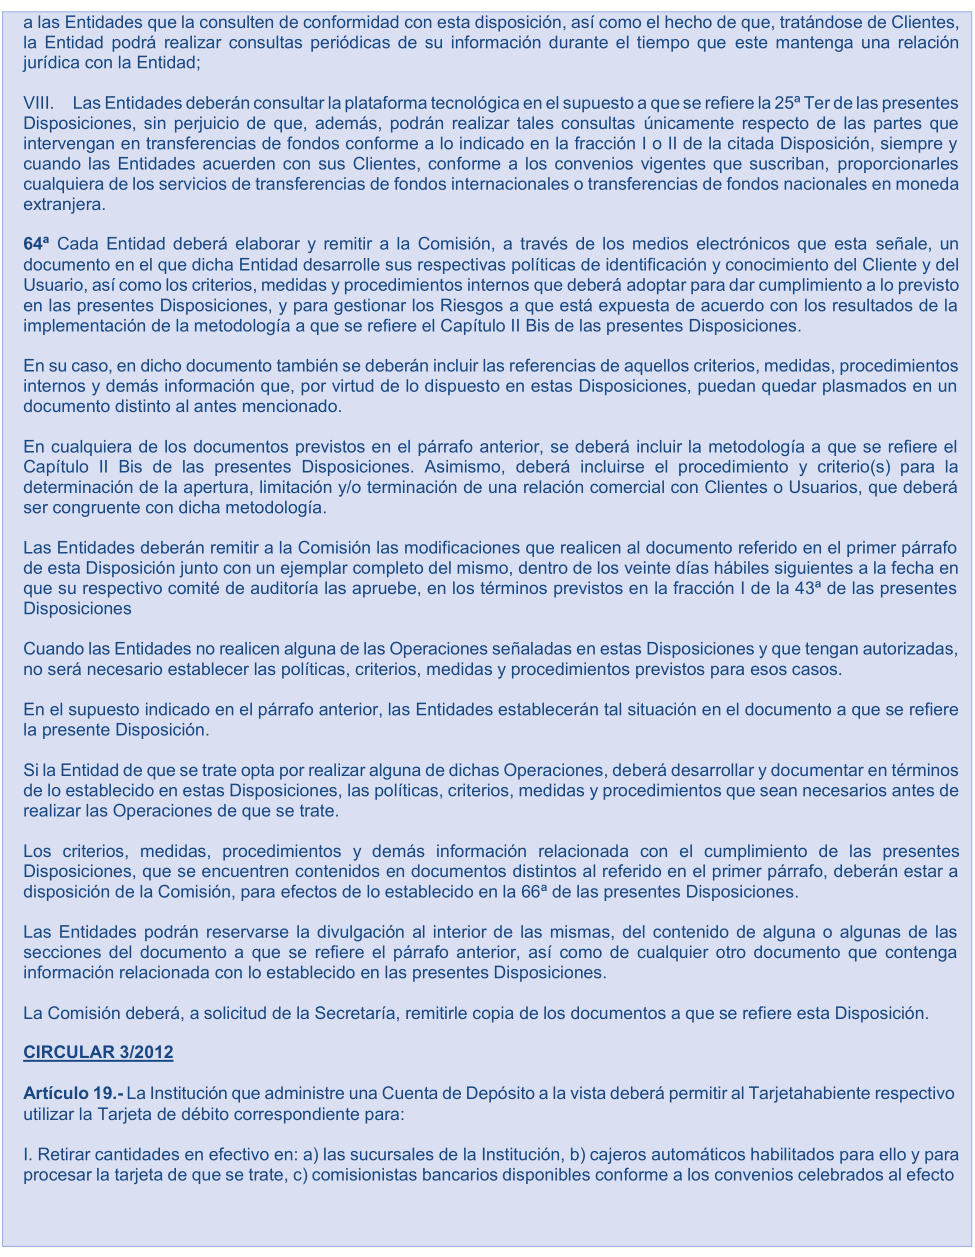 a las Entidades que la consulten de conformidad con esta disposición, así como el hecho de que, tratándose de Clientes,
la Entidad podrá realizar consultas periódicas de su información durante el tiempo que este mantenga una relación
jurídica con la Entidad;
VIII. Las Entidades deberán consultar la plataforma tecnológica en el supuesto a que se refiere la 25ª Ter de las presentes
Disposiciones, sin perjuicio de que, además, podrán realizar tales consultas únicamente respecto de las partes que
intervengan en transferencias de fondos conforme a lo indicado en la fracción I o II de la citada Disposición, siempre y
cuando las Entidades acuerden con sus Clientes, conforme a los convenios vigentes que suscriban, proporcionarles
cualquiera de los servicios de transferencias de fondos internacionales o transferencias de fondos nacionales en moneda
extranjera.
64ª Cada Entidad deberá elaborar y remitir a la Comisión, a través de los medios electrónicos que esta señale, un
documento en el que dicha Entidad desarrolle sus respectivas políticas de identificación y conocimiento del Cliente y del
Usuario, así como los criterios, medidas y procedimientos internos que deberá adoptar para dar cumplimiento a lo previsto
en las presentes Disposiciones, y para gestionar los Riesgos a que está expuesta de acuerdo con los resultados de la
implementación de la metodología a que se refiere el Capítulo II Bis de las presentes Disposiciones.
En su caso, en dicho documento también se deberán incluir las referencias de aquellos criterios, medidas, procedimientos
internos y demás información que, por virtud de lo dispuesto en estas Disposiciones, puedan quedar plasmados en un
documento distinto al antes mencionado.
En cualquiera de los documentos previstos en el párrafo anterior, se deberá incluir la metodología a que se refiere el
Capítulo II Bis de las presentes Disposiciones. Asimismo, deberá incluirse el procedimiento y criterio(s) para la
determinación de la apertura, limitación y/o terminación de una relación comercial con Clientes o Usuarios, que deberá
ser congruente con dicha metodología.
Las Entidades deberán remitir a la Comisión las modificaciones que realicen al documento referido en el primer párrafo
de esta Disposición junto con un ejemplar completo del mismo, dentro de los veinte días hábiles siguientes a la fecha en
que su respectivo comité de auditoría las apruebe, en los términos previstos en la fracción I de la 43ª de las presentes
Disposiciones
Cuando las Entidades no realicen alguna de las Operaciones señaladas en estas Disposiciones y que tengan autorizadas,
no será necesario establecer las políticas, criterios, medidas y procedimientos previstos para esos casos.
En el supuesto indicado en el párrafo anterior, las Entidades establecerán tal situación en el documento a que se refiere
la presente Disposición.
Si la Entidad de que se trate opta por realizar alguna de dichas Operaciones, deberá desarrollar y documentar en términos
de lo establecido en estas Disposiciones, las políticas, criterios, medidas y procedimientos que sean necesarios antes de
realizar las Operaciones de que se trate.
Los criterios, medidas, procedimientos y demás información relacionada con el cumplimiento de las presentes
Disposiciones, que se encuentren contenidos en documentos distintos al referido en el primer párrafo, deberán estar a
disposición de la Comisión, para efectos de lo establecido en la 66ª de las presentes Disposiciones.
Las Entidades podrán reservarse la divulgación al interior de las mismas, del contenido de alguna o algunas de las
secciones del documento a que se refiere el párrafo anterior, así como de cualquier otro documento que contenga
información relacionada con lo establecido en las presentes Disposiciones.
La Comisión deberá, a solicitud de la Secretaría, remitirle copia de los documentos a que se refiere esta Disposición.
CIRCULAR 3/2012
Artículo 19.- La Institución que administre una Cuenta de Depósito a la vista deberá permitir al Tarjetahabiente respectivo
utilizar la Tarjeta de débito correspondiente para:
I. Retirar cantidades en efectivo en: a) las sucursales de la Institución, b) cajeros automáticos habilitados para ello y para
procesar la tarjeta de que se trate, c) comisionistas bancarios disponibles conforme a los convenios celebrados al efecto